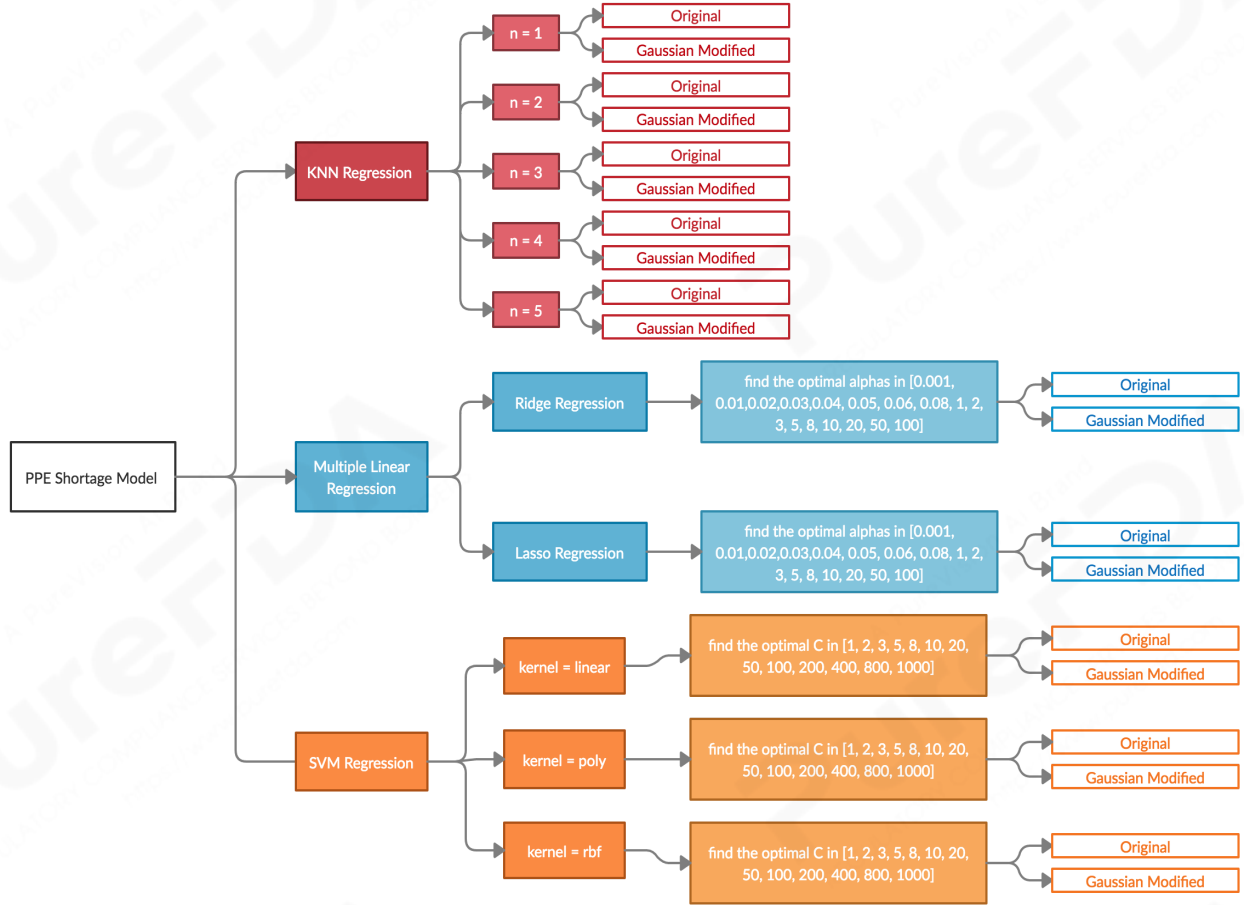 PPE Shortage Model
KNN Regression
n = 1
Original
Gaussian Modified
n = 2
Original
Gaussian Modified
n = 3
Original
Gaussian Modified
n = 4
Original
Gaussian Modified
n = 5
Original
Gaussian Modified
Multiple Linear
Regression
Ridge Regression
find the optimal alphas in [0.001,
0.01,0.02,0.03,0.04, 0.05, 0.06, 0.08, 1, 2,
3, 5, 8, 10, 20, 50, 100]
Original
Gaussian Modified
Lasso Regression
find the optimal alphas in [0.001,
0.01,0.02,0.03,0.04, 0.05, 0.06, 0.08, 1, 2,
3, 5, 8, 10, 20, 50, 100]
Original
Gaussian Modified
SVM Regression
kernel = linear
find the optimal C in [1, 2, 3, 5, 8, 10, 20,
50, 100, 200, 400, 800, 1000]
Original
Gaussian Modified
kernel = poly
find the optimal C in [1, 2, 3, 5, 8, 10, 20,
50, 100, 200, 400, 800, 1000]
Original
Gaussian Modified
kernel = rbf
find the optimal C in [1, 2, 3, 5, 8, 10, 20,
50, 100, 200, 400, 800, 1000]
Original
Gaussian Modified
PureFDA